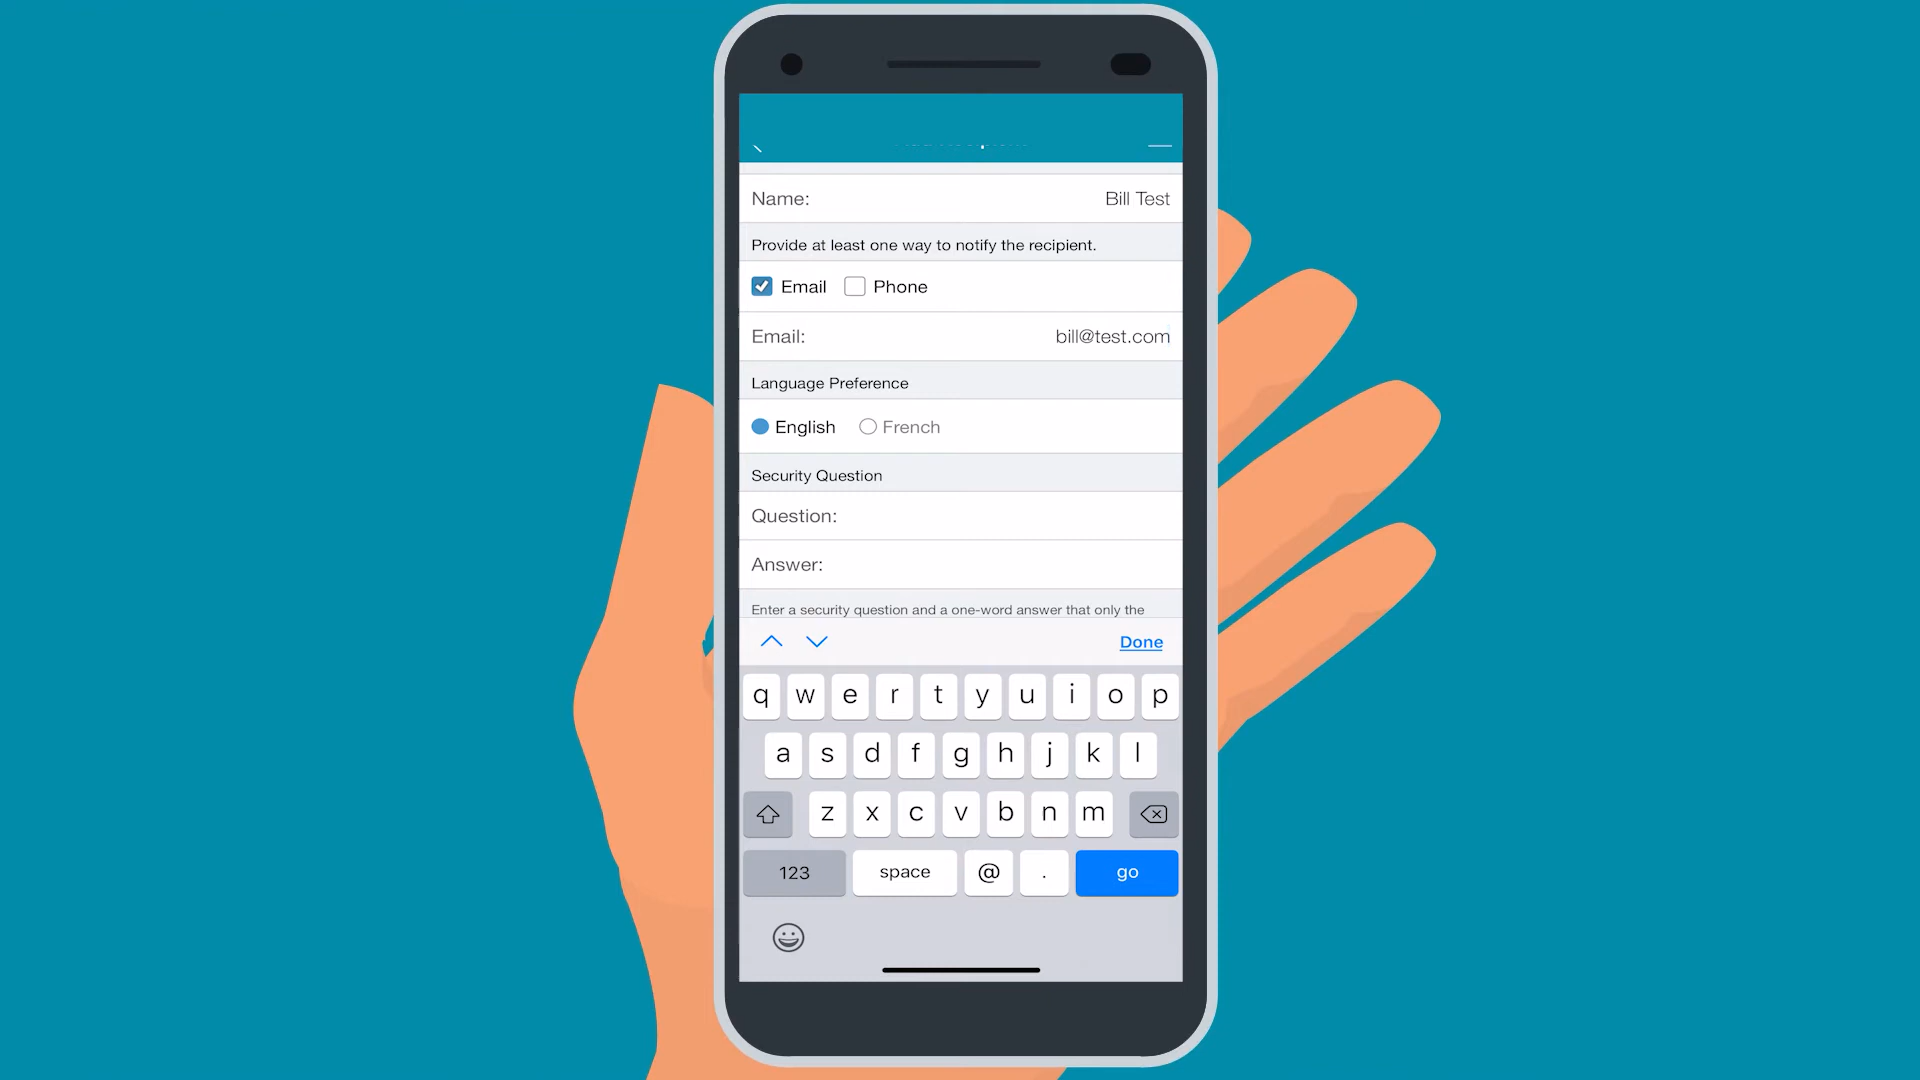 Name: Bill Test
Provide at least one way to notify the recipient.
Email Phone
Email: bill@test.com
Language Preference
English French
Security Question
Question:
Answer:
Enter a security question and a one-word answer that only the
Done
q w e r t y u i o p
a s d f g h j k l
z x c v b n m
123 space @ . go